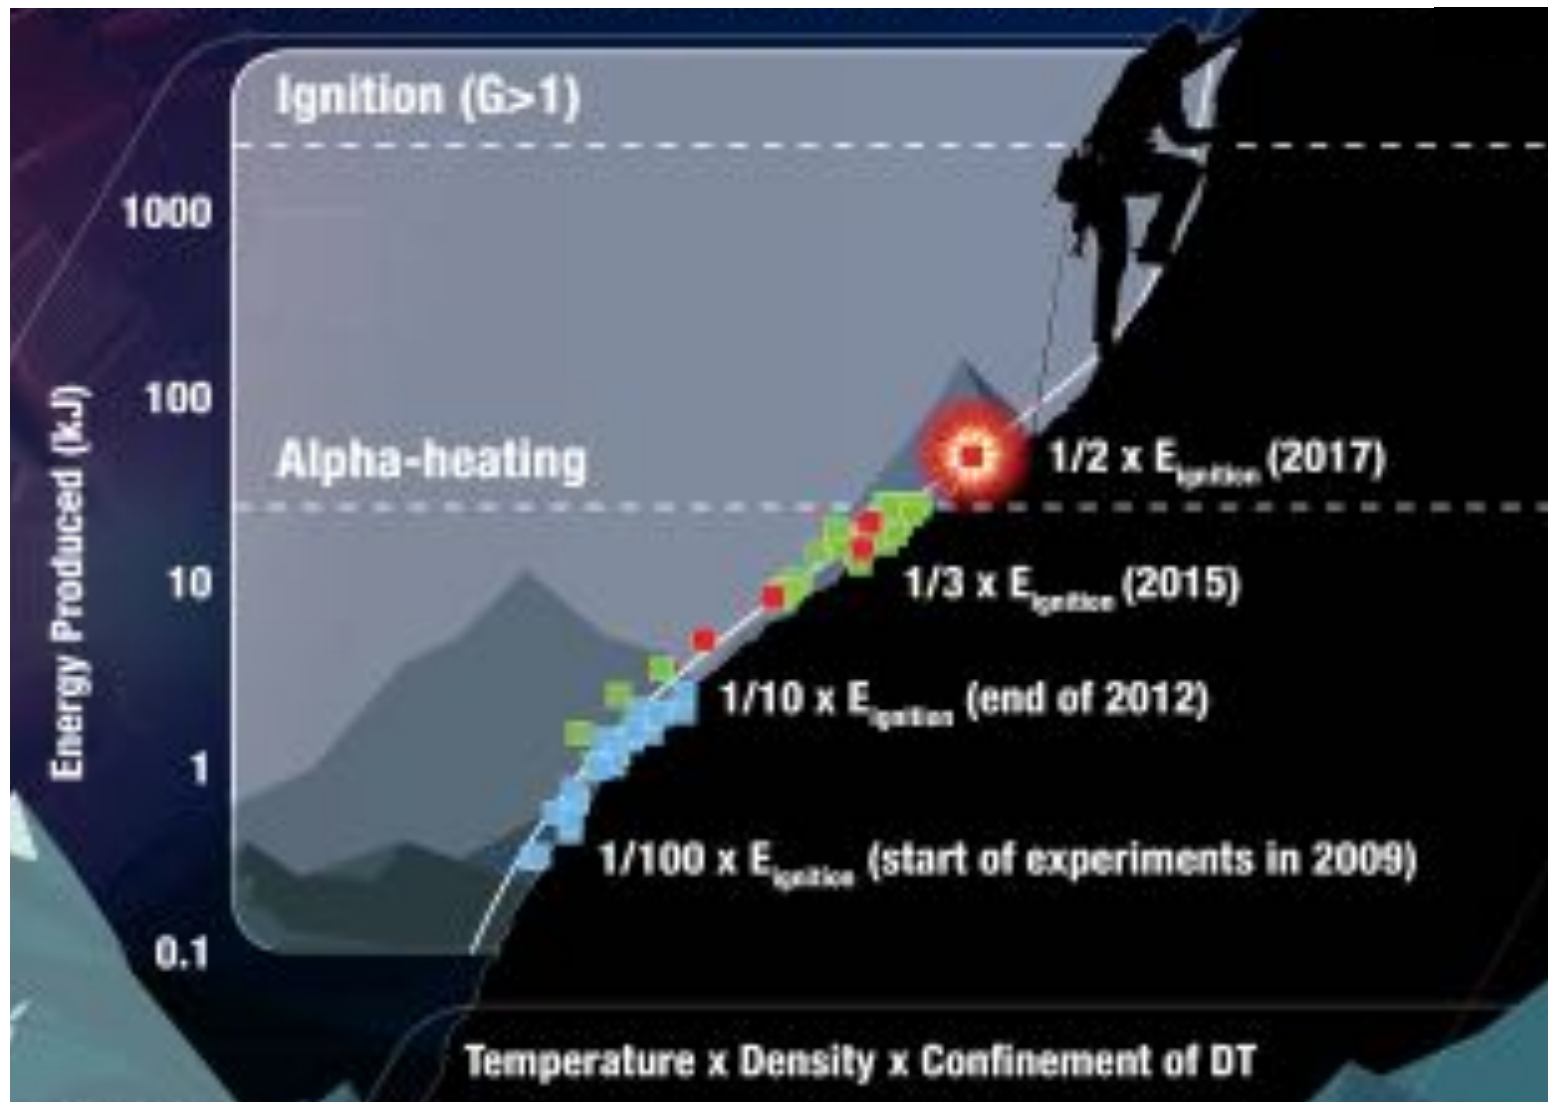 Ignition (G>1)
1000
100
Alpha-heating
1/2 x Eignition (2017)
Energy Produced (kJ)
10
1/3 x Eignition (2015)
1/10 x Eignition (end of 2012)
1
1/100 x Eignition (start of experiments in 2009)
0.1
Temperature x Density x Confinement of DT